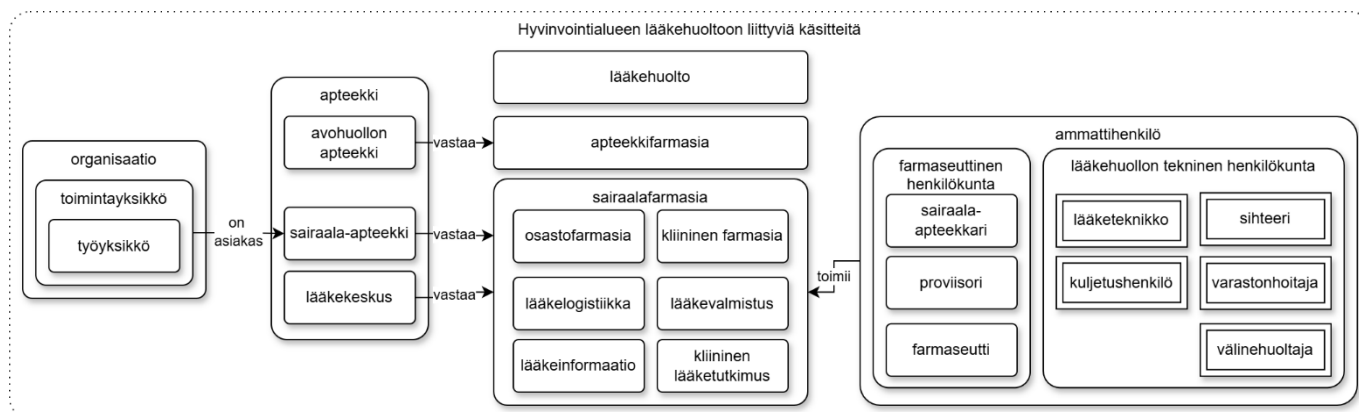 Hyvinvointialueen lääkehuoltoon liittyviä käsitteitä
organisaatio
toimintayksikkö
työyksikkö
on
asiakas
apteekki
avohuollon
apteekki
sairaala-apteekki
lääkekeskus
vastaa
vastaa
vastaa
lääkehuolto
apteekkifarmasia
sairaalafarmasia
osastofarmasia
kliininen farmasia
lääkelogistiikka
lääkevalmistus
lääkeinformaatio
kliininen
lääketutkimus
toimii
ammattihenkilö
farmaseuttinen
henkilökunta
sairaala-
apteekkari
proviisori
farmaseutti
lääkehuollon tekninen henkilökunta
lääketeknikko
sihteeri
kuljetushenkilö
varastonhoitaja
välinehuoltaja